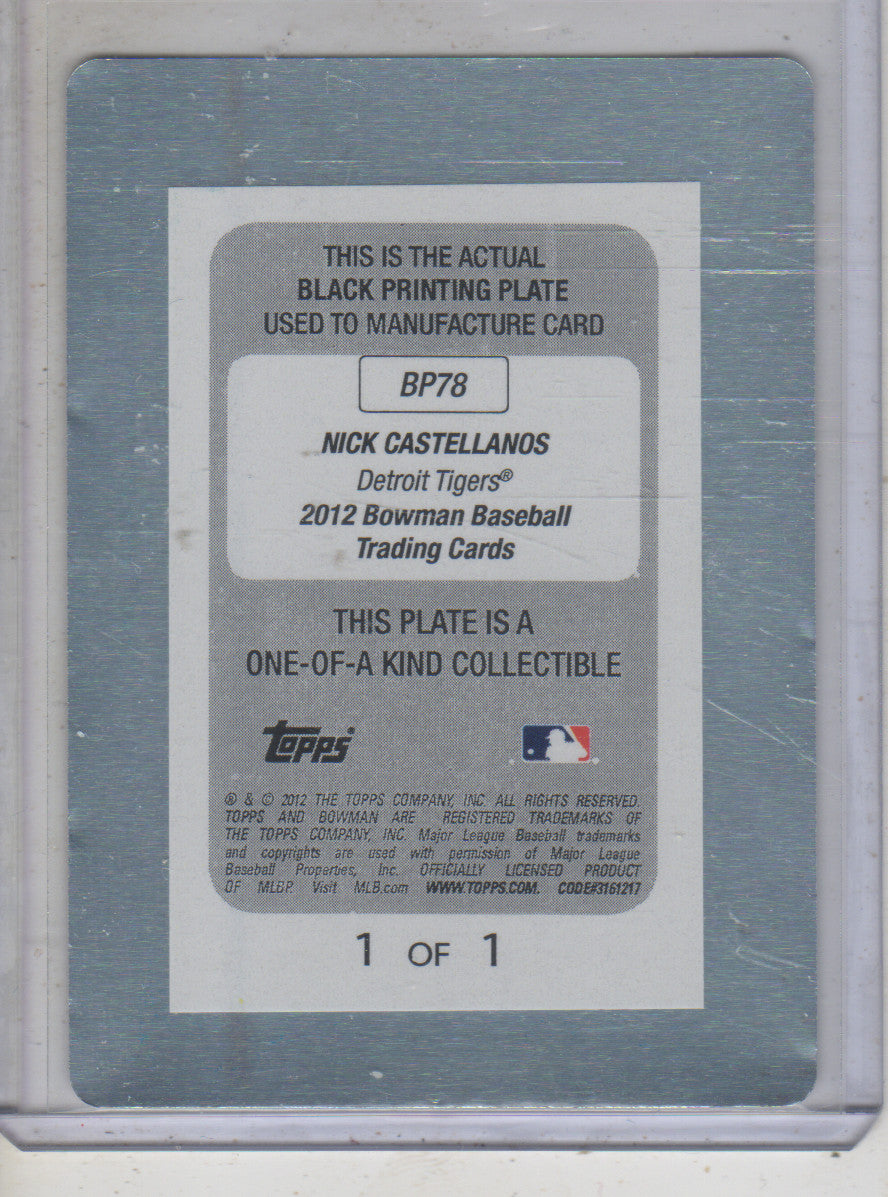 THIS IS THE ACTUAL
BLACK PRINTING PLATE
USED TO MANUFACTURE CARD
BP78
NICK CASTELLANOS
Detroit Tigers®
2012 Bowman Baseball
Trading Cards
THIS PLATE IS A
ONE-OF-A KIND COLLECTIBLE
Topps
® & © 2012 THE TOPPS COMPANY, INC. ALL RIGHTS RESERVED.
TOPPS AND BOWMAN ARE REGISTERED TRADEMARKS OF
THE TOPPS COMPANY, INC. Major League Baseball trademarks
and copyrights are used with permission of Major League
Baseball Properties, Inc. OFFICIALLY LICENSED PRODUCT
OF MLBP. Visit MLB.com WWW.TOPPS.COM. CODE#3161217
1 OF 1